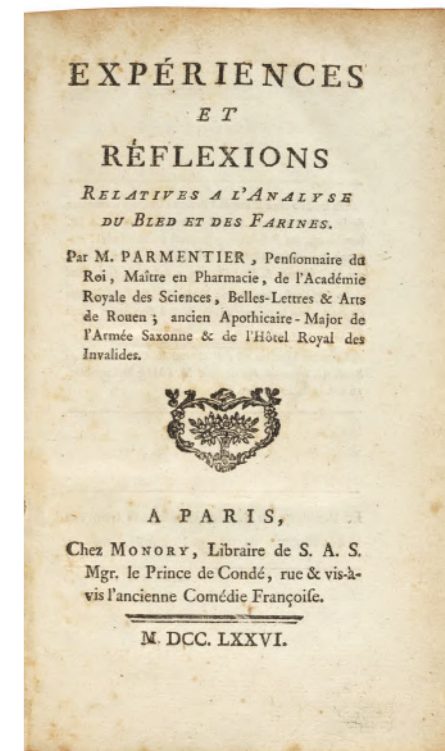 EXPÉRIENCES
ET
RÉFLEXIONS
RELATIVES A L'ANALYSE
DU BLED ET DES FARINES.
Par M. PARMENTIER, Penſionnaire du
Roi, Maître en Pharmacie, de l'Académie
Royale des Sciences, Belles-Lettres & Arts
de Rouen; ancien Apothicaire-Major de
l'Armée Saxonne & de l'Hôtel Royal des
Invalides.
A PARIS,
Chez MONORY, Libraire de S. A. S.
Mgr. le Prince de Condé, rue & vis-à-
vis l'ancienne Comédie Françoiſe.
M. DCC. LXXVI.